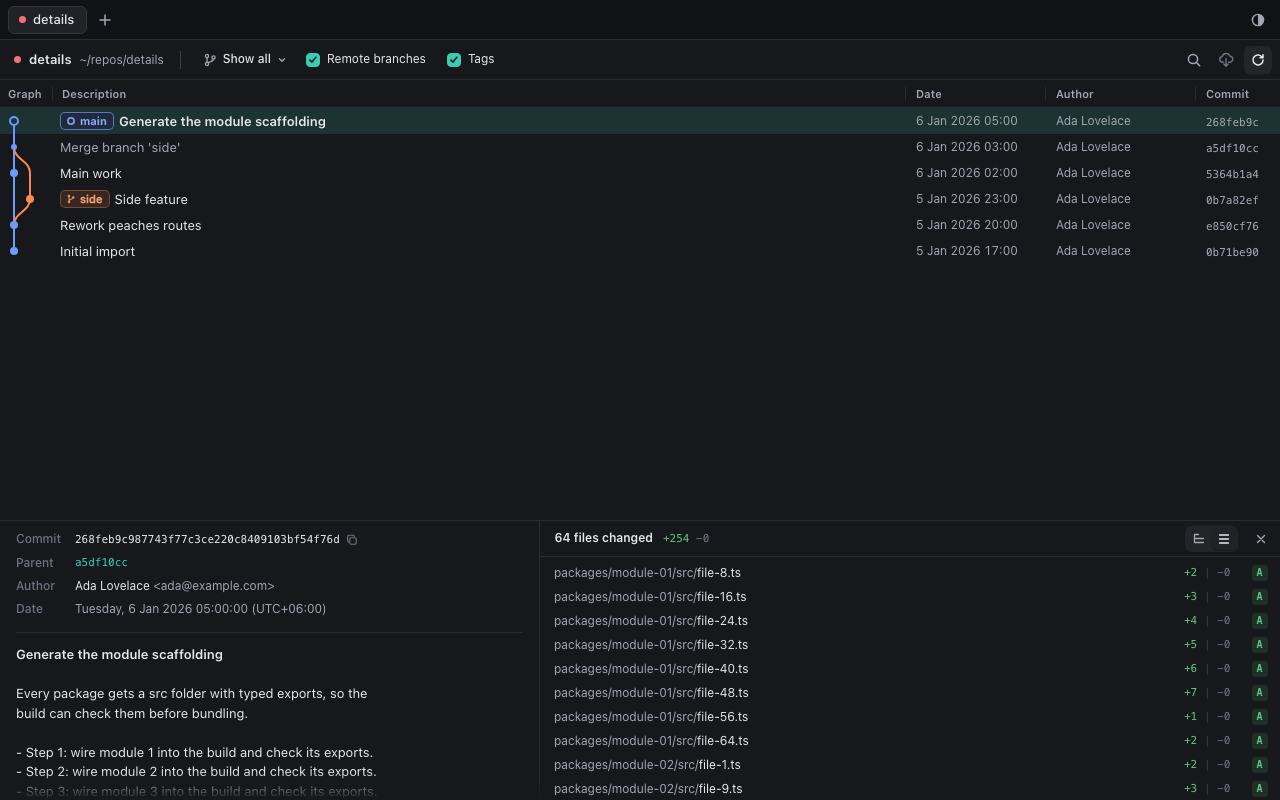 details
details ~/repos/details Show all Remote branches Tags
Graph Description Date Author Commit
main Generate the module scaffolding 6 Jan 2026 05:00 Ada Lovelace 268feb9c
Merge branch 'side' 6 Jan 2026 03:00 Ada Lovelace a5df10cc
Main work 6 Jan 2026 02:00 Ada Lovelace 5364b1a4
side Side feature 5 Jan 2026 23:00 Ada Lovelace 0b7a82ef
Rework peaches routes 5 Jan 2026 20:00 Ada Lovelace e850cf76
Initial import 5 Jan 2026 17:00 Ada Lovelace 0b71be90
Commit 268feb9c987743f77c3ce220c8409103bf54f76d
Parent a5df10cc
Author Ada Lovelace <ada@example.com>
Date Tuesday, 6 Jan 2026 05:00:00 (UTC+06:00)
Generate the module scaffolding
Every package gets a src folder with typed exports, so the
build can check them before bundling.
- Step 1: wire module 1 into the build and check its exports.
- Step 2: wire module 2 into the build and check its exports.
- Step 3: wire module 3 into the build and check its exports.
64 files changed +254 −0
packages/module-01/src/file-8.ts +2 −0 A
packages/module-01/src/file-16.ts +3 −0 A
packages/module-01/src/file-24.ts +4 −0 A
packages/module-01/src/file-32.ts +5 −0 A
packages/module-01/src/file-40.ts +6 −0 A
packages/module-01/src/file-48.ts +7 −0 A
packages/module-01/src/file-56.ts +1 −0 A
packages/module-01/src/file-64.ts +2 −0 A
packages/module-02/src/file-1.ts +2 −0 A
packages/module-02/src/file-9.ts +3 −0 A